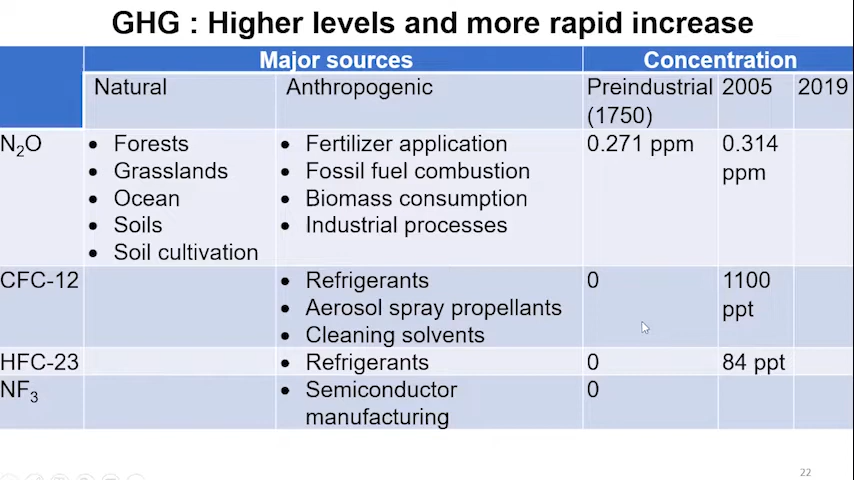 GHG : Higher levels and more rapid increase
Major sources Concentration
Natural Anthropogenic Preindustrial (1750) 2005 2019
N₂O
• Forests
• Grasslands
• Ocean
• Soils
• Soil cultivation
• Fertilizer application
• Fossil fuel combustion
• Biomass consumption
• Industrial processes
0.271 ppm
0.314
ppm
CFC-12
• Refrigerants
• Aerosol spray propellants
• Cleaning solvents
0
1100
ppt
HFC-23
• Refrigerants
0
84 ppt
NF₃
• Semiconductor
manufacturing
0
22